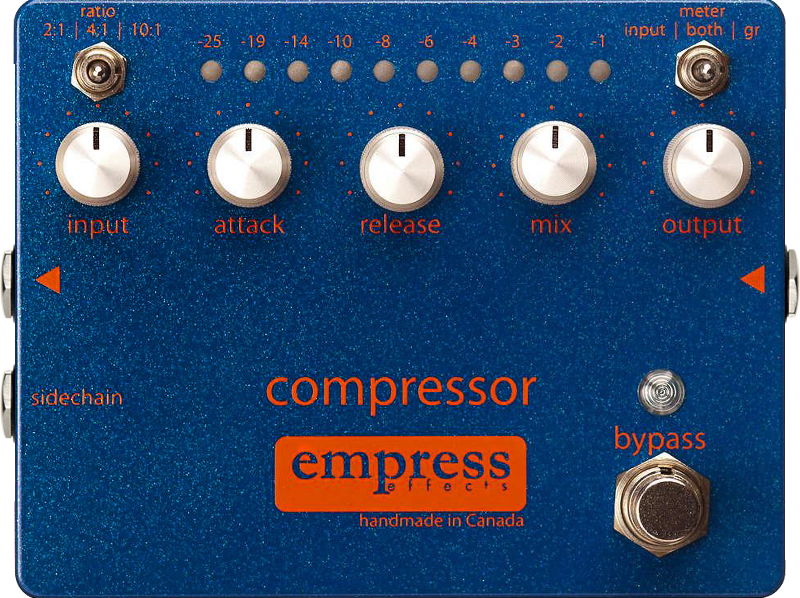 ratio
2:1 | 4:1 | 10:1
meter
input | both | gr
-25 -19 -14 -10 -8 -6 -4 -3 -2 -1
input attack release mix output
sidechain
compressor
bypass
empress
effects
handmade in Canada